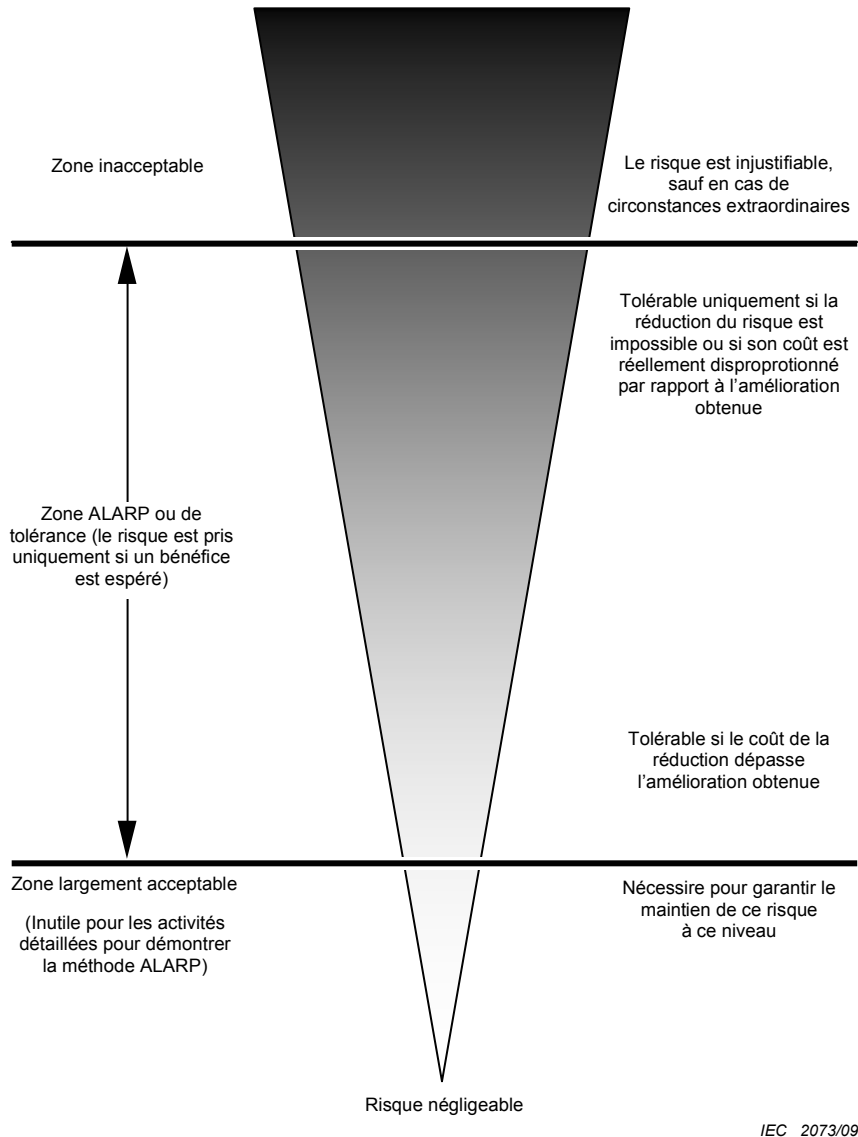 Zone inacceptable
Le risque est injustifiable,
sauf en cas de
circonstances extraordinaires
Tolérable uniquement si la
réduction du risque est
impossible ou si son coût est
réellement disproprotionné
par rapport à l'amélioration
obtenue
Zone ALARP ou de
tolérance (le risque est pris
uniquement si un bénéfice
est espéré)
Tolérable si le coût de la
réduction dépasse
l'amélioration obtenue
Zone largement acceptable
(Inutile pour les activités
détaillées pour démontrer
la méthode ALARP)
Nécessire pour garantir le
maintien de ce risque
à ce niveau
Risque négligeable
IEC 2073/09